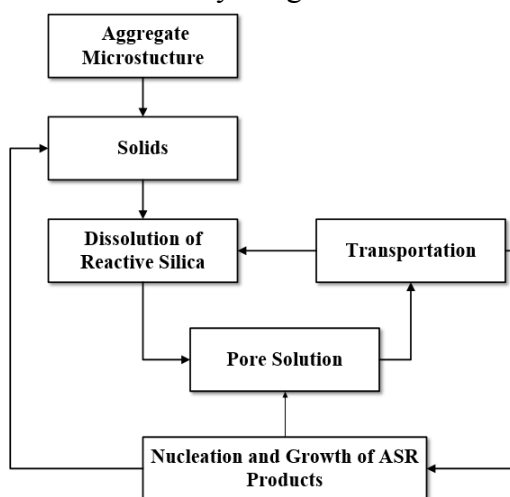 Aggregate
Microstucture
Solids
Dissolution of
Reactive Silica
Transportation
Pore Solution
Nucleation and Growth of ASR
Products